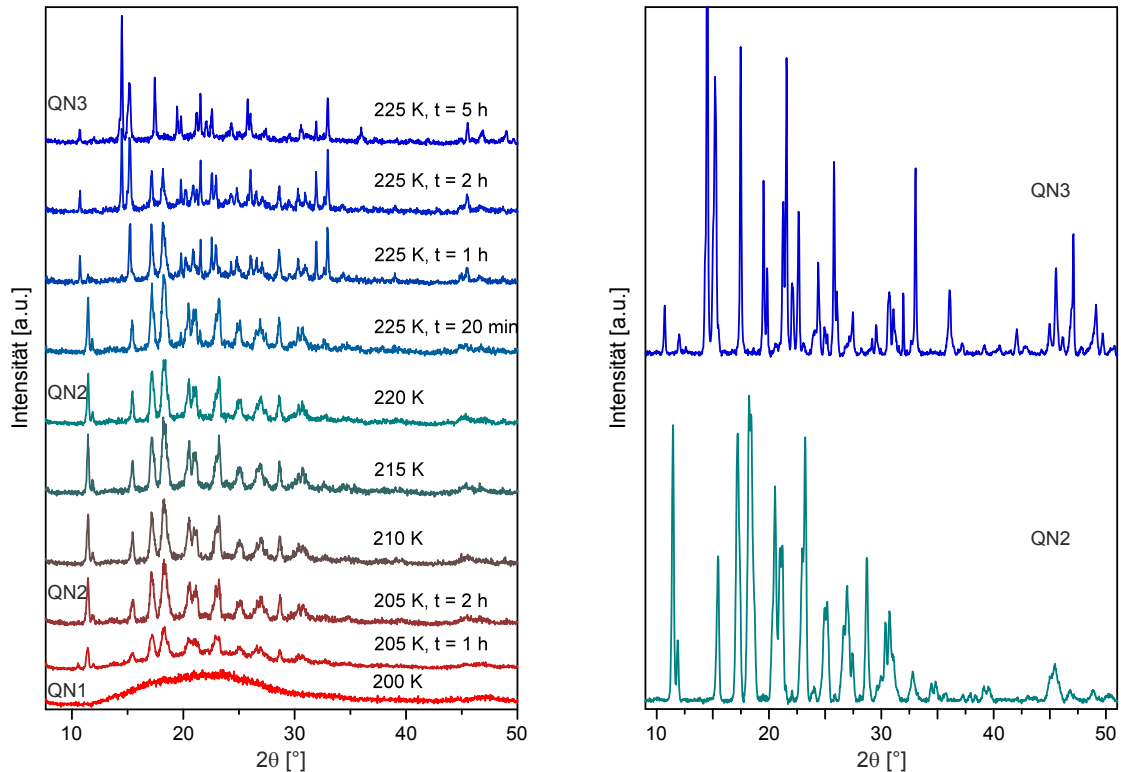 QN3
225 K, t = 5 h
225 K, t = 2 h
225 K, t = 1 h
225 K, t = 20 min
QN2
220 K
215 K
210 K
QN2
205 K, t = 2 h
205 K, t = 1 h
QN1
200 K
Intensität [a.u.]
10 20 30 40 50
2θ [°]
QN3
QN2
Intensität [a.u.]
10 20 30 40 50
2θ [°]